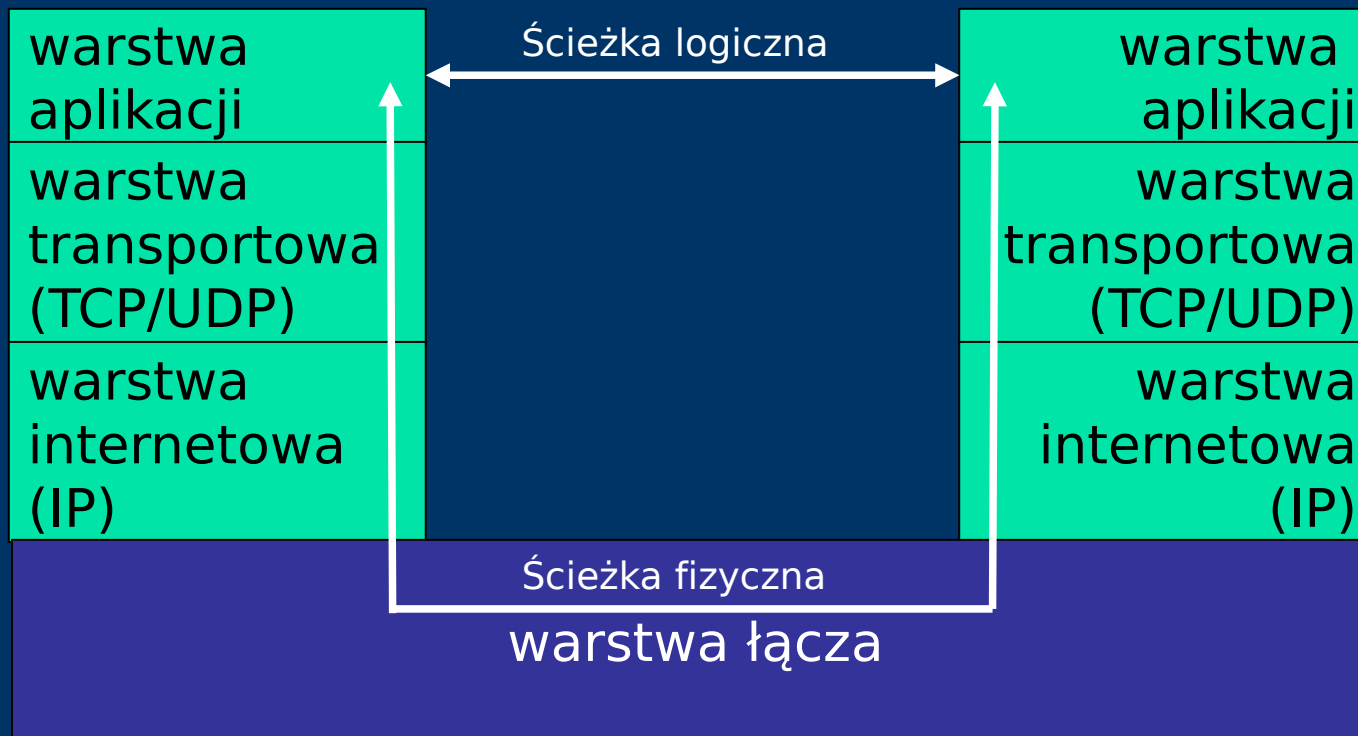 warstwa
aplikacji
warstwa
transportowa
(TCP/UDP)
warstwa
internetowa
(IP)
Ścieżka logiczna
warstwa
aplikacji
warstwa
transportowa
(TCP/UDP)
warstwa
internetowa
(IP)
Ścieżka fizyczna
warstwa łącza